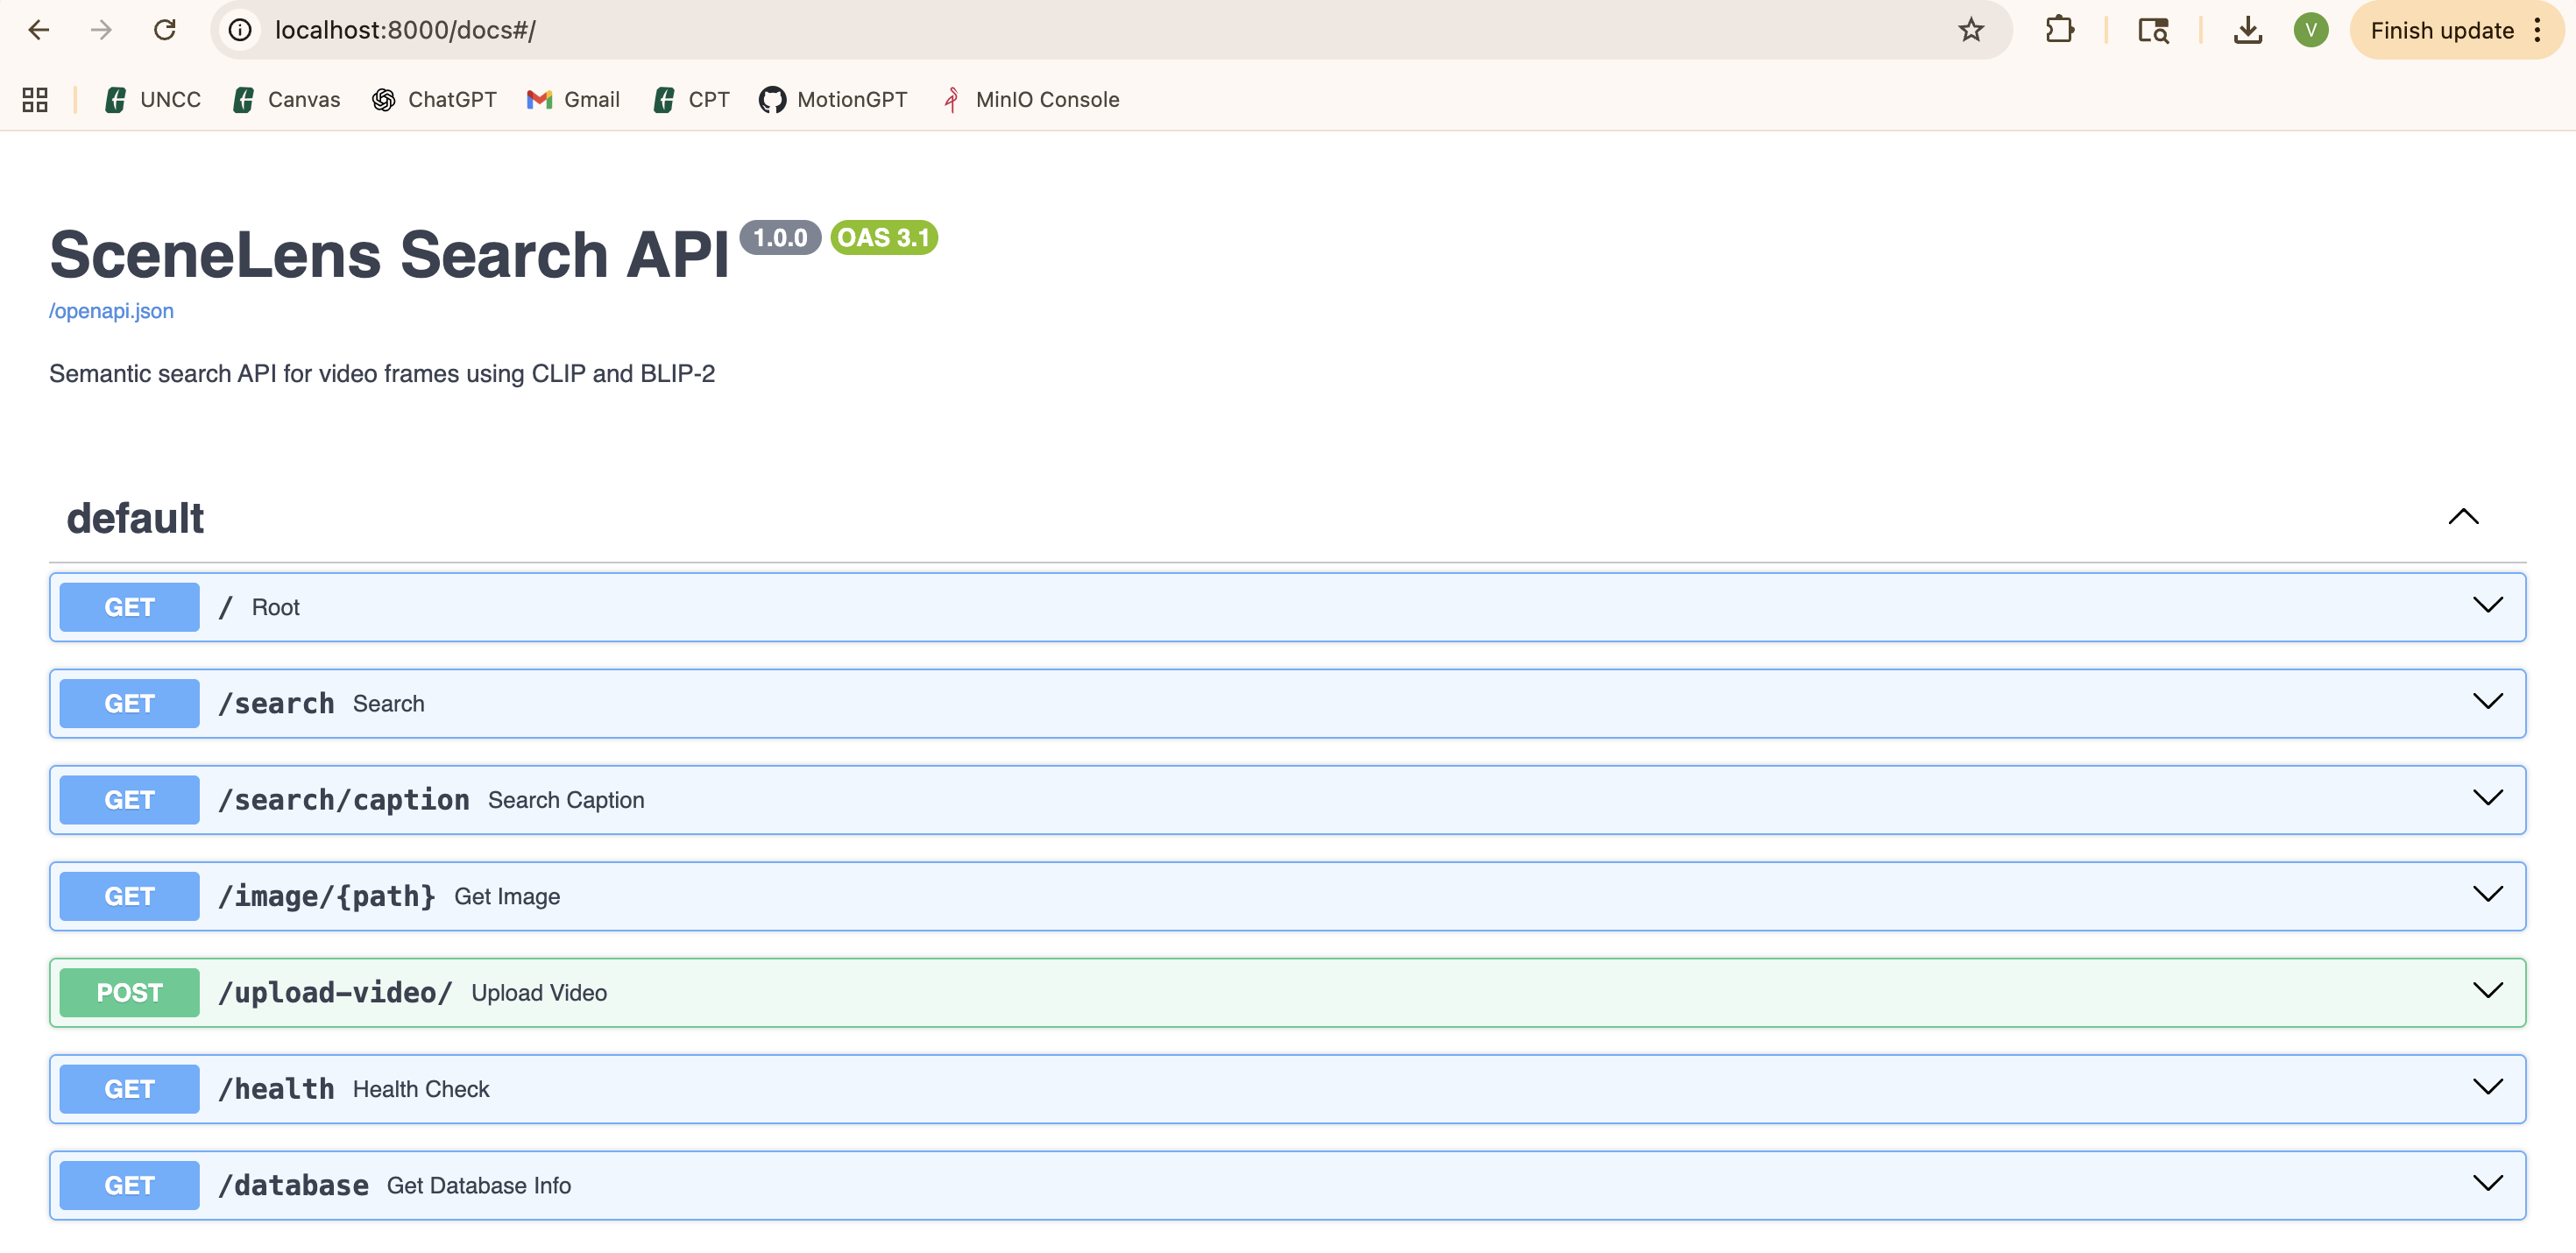 localhost:8000/docs#/ V Finish update
UNCC Canvas ChatGPT Gmail CPT MotionGPT MinIO Console
SceneLens Search API 1.0.0 OAS 3.1
/openapi.json
Semantic search API for video frames using CLIP and BLIP-2
default
GET / Root
GET /search Search
GET /search/caption Search Caption
GET /image/{path} Get Image
POST /upload-video/ Upload Video
GET /health Health Check
GET /database Get Database Info